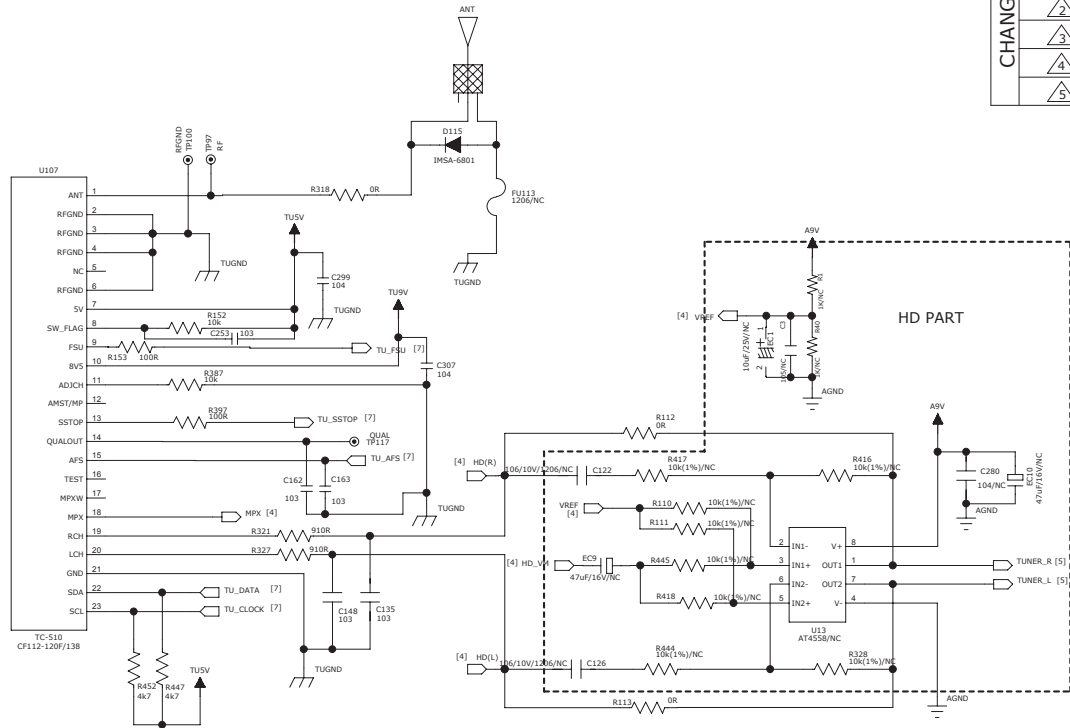 ANT
CHANG
2
3
4
5
RFGND
TP100
TP97
RF
D115
IMSA-6801
U107
R318 0R
FU113
1206/NC
ANT 1
RFGND 2
RFGND 3
RFGND 4
NC 5
RFGND 6
5V 7
SW_FLAG 8
FSU 9
8V5 10
ADJCH 11
AMST/MP 12
SSTOP 13
QUALOUT 14
AFS 15
TEST 16
MPXW 17
MPX 18
RCH 19
LCH 20
GND 21
SDA 22
SCL 23
TC-510
CF112-120F/138
TUGND
TU5V
C299
104
TUGND
TUGND
TU9V
R152
10k
C253 103
R153 100R
TU_FSU [7]
C307
104
R387
10k
R397
100R
TU_SSTOP [7]
QUAL
TP117
TU_AFS [7]
C162
103
C163
103
TUGND
MPX [4]
R321 910R
R327 910R
TU_DATA [7]
TU_CLOCK [7]
C148
103
C135
103
TUGND
R452
4k7
R447
4k7
TU5V
A9V
R1
1K/NC
[4] VREF
10uF/25V/NC
EC1
1
2
C3
105/NC
R40
1K/NC
AGND
HD PART
R112
0R
A9V
[4] HD(R)
106/10V/1206/NC C122
R417
10k(1%)/NC
R416
10k(1%)/NC
C280
104/NC
EC10
47uF/16V/NC
AGND
VREF
[4]
R110 10k(1%)/NC
R111 10k(1%)/NC
[4] HD_VM
EC9
47uF/16V/NC
R445 10k(1%)/NC
R418 10k(1%)/NC
2 IN1- V+ 8
3 IN1+ OUT1 1
6 IN2- OUT2 7
5 IN2+ V- 4
U13
AT4558/NC
TUNER_R [5]
TUNER_L [5]
[4] HD(L)
106/10V/1206/NC C126
R444
10k(1%)/NC
R328
10k(1%)/NC
R113 0R
AGND